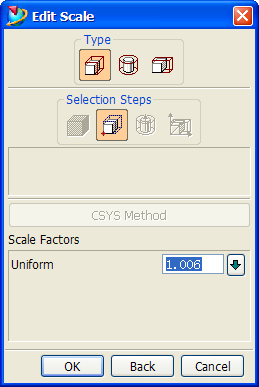 Edit Scale
Type
Selection Steps
CSYS Method
Scale Factors
Uniform 1.006
OK Back Cancel